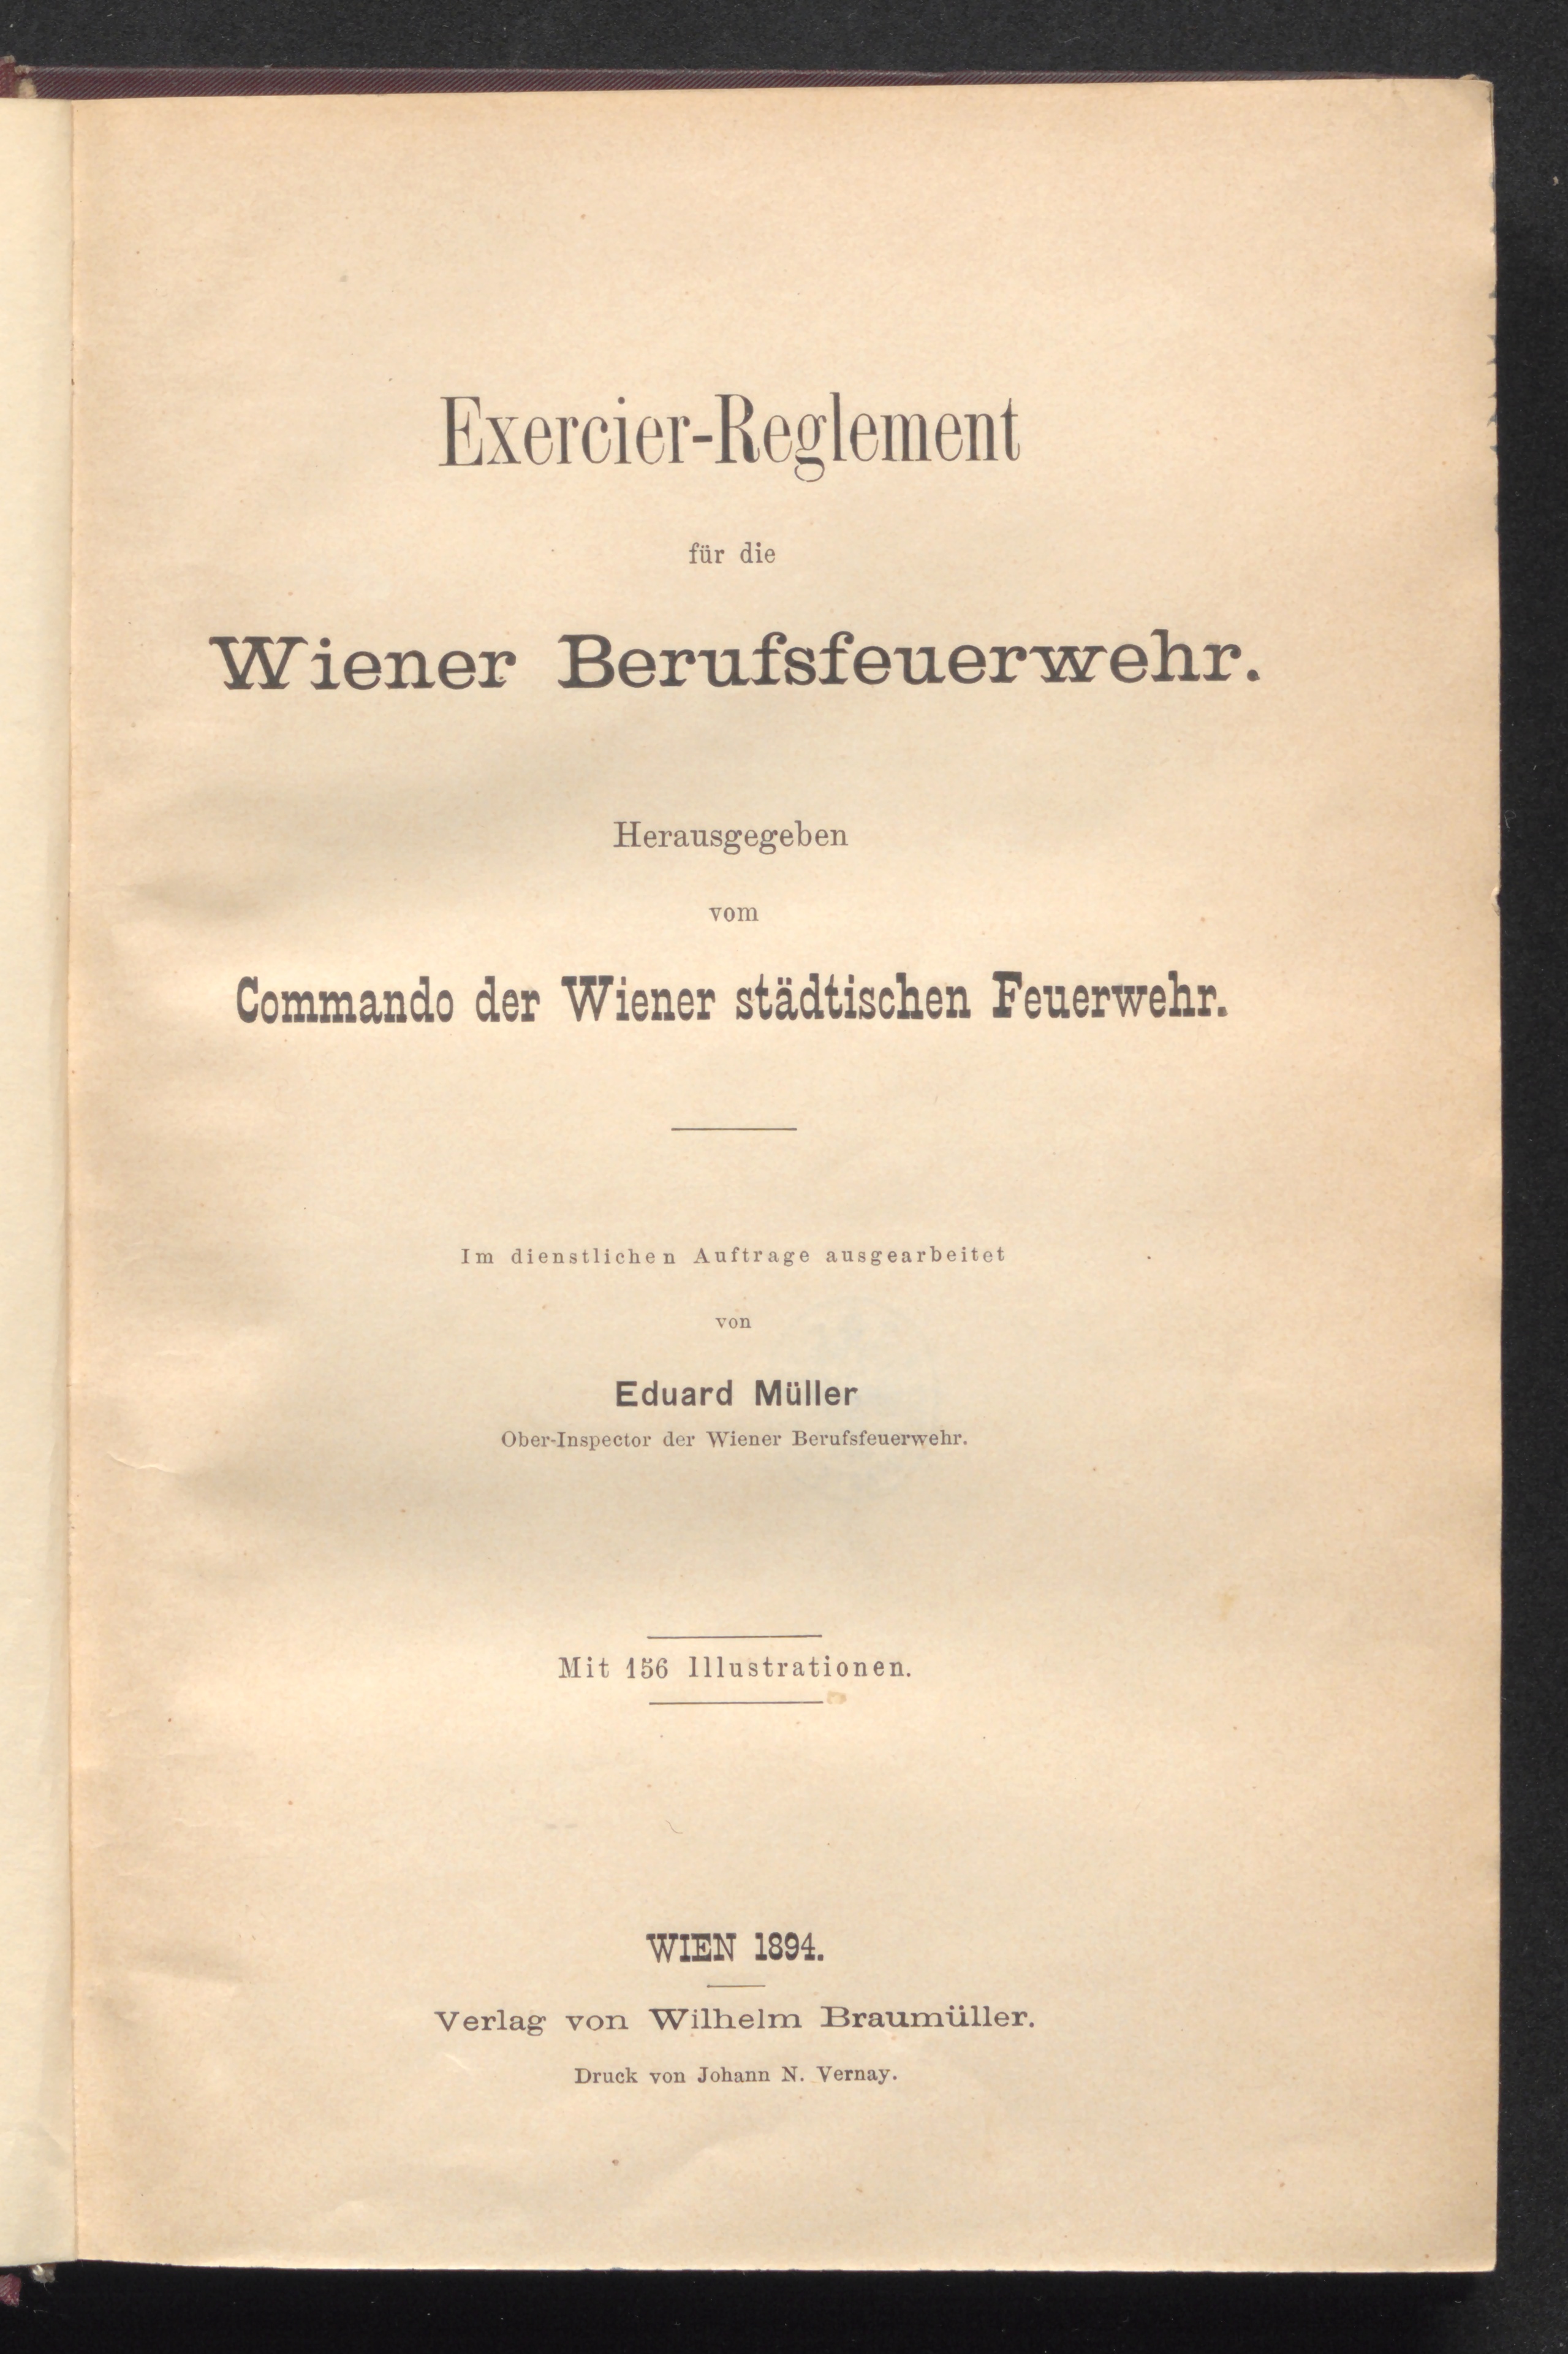 Exercier-Reglement
für die
Wiener Berufsfeuerwehr.
Herausgegeben
vom
Commando der Wiener städtischen Feuerwehr.
Im dienstlichen Auftrage ausgearbeitet
von
Eduard Müller
Ober-Inspector der Wiener Berufsfeuerwehr.
Mit 156 Illustrationen.
WIEN 1894.
Verlag von Wilhelm Braumüller.
Druck von Johann N. Vernay.